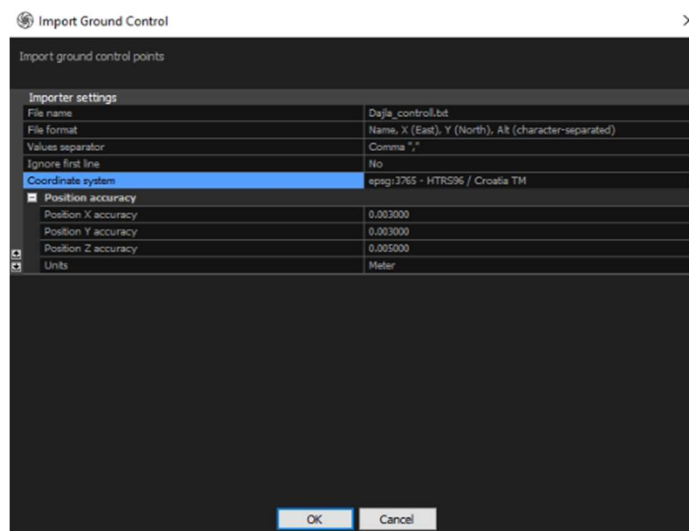 Import Ground Control
Import ground control points
Importer settings
File name Dajla_controll.txt
File format Name, X (East), Y (North), Alt (character-separated)
Values separator Comma ","
Ignore first line No
Coordinate system epsg:3765 - HTRS96 / Croatia TM
Position accuracy
Position X accuracy 0.003000
Position Y accuracy 0.003000
Position Z accuracy 0.005000
Units Meter
OK Cancel